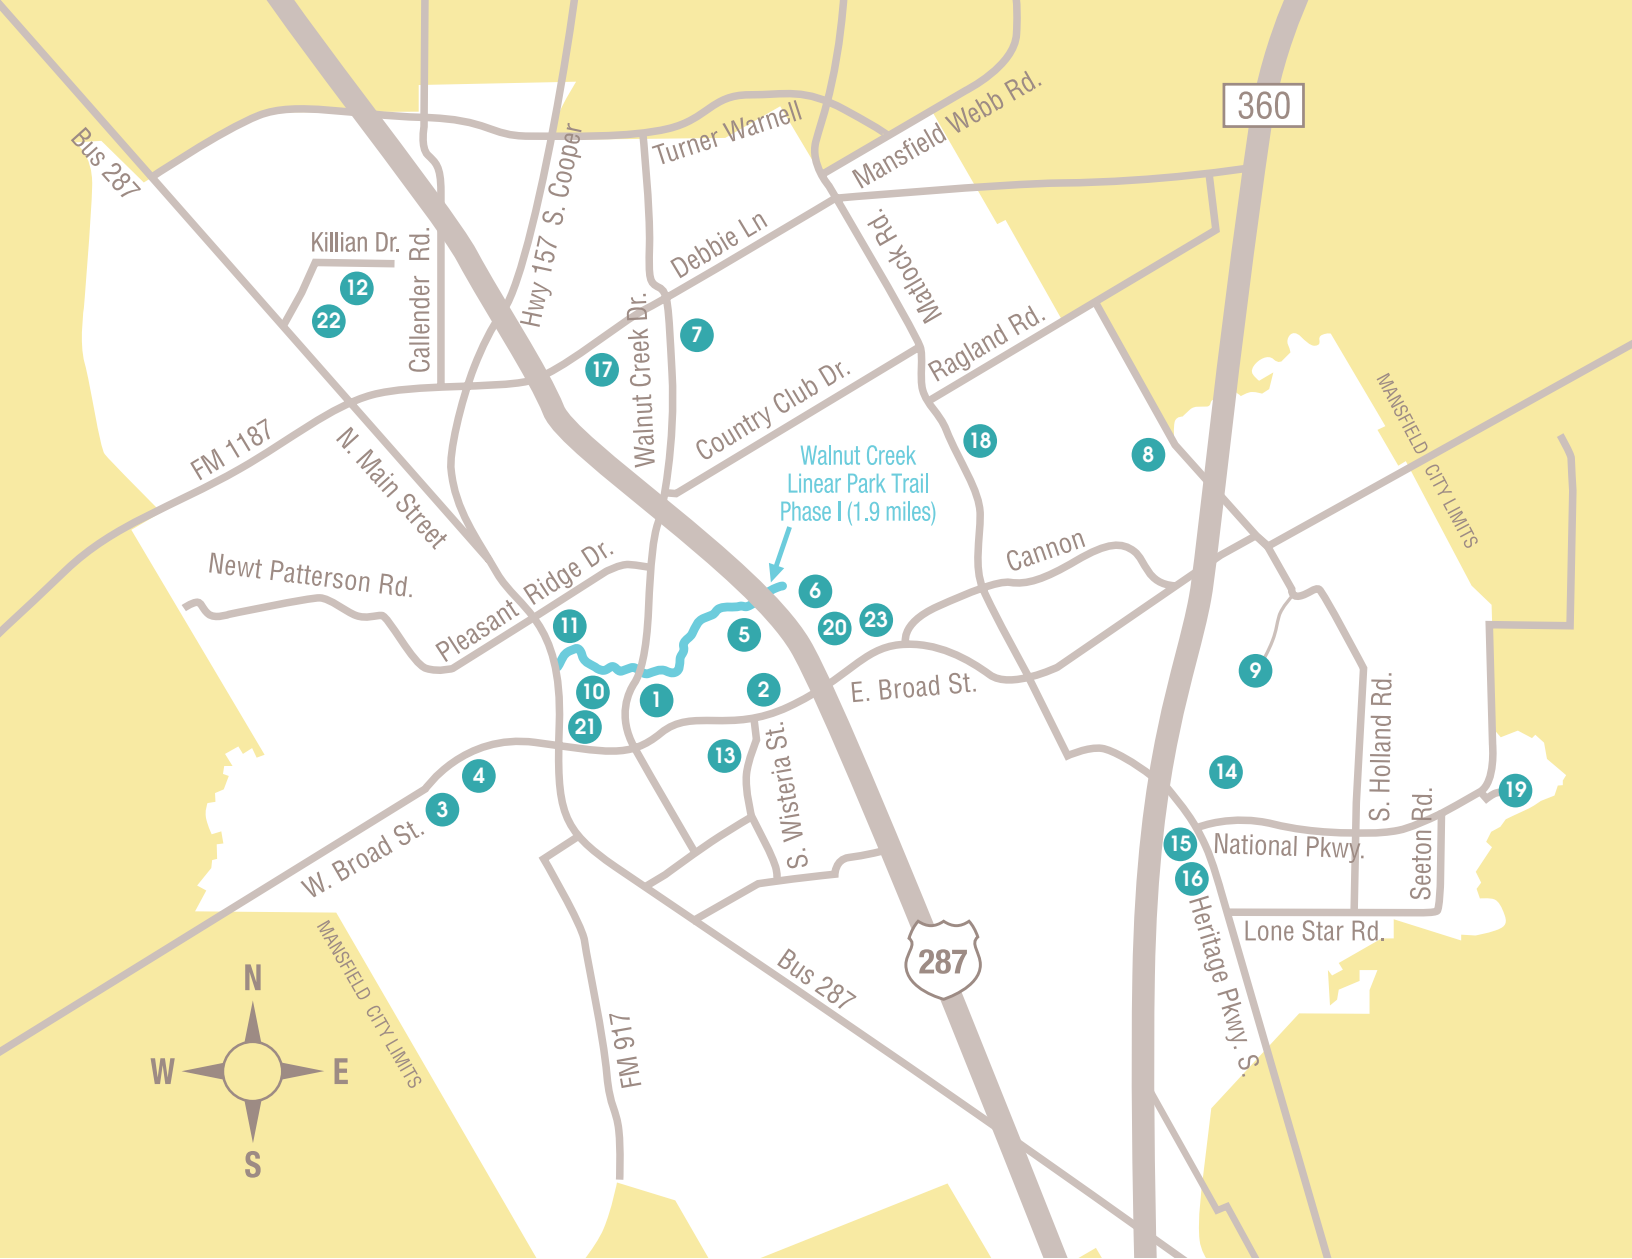 360
Mansfield Webb Rd.
Turner Warnell
Bus 287
Hwy 157 S. Cooper
Killian Dr.
Callender Rd.
Debbie Ln
Matlock Rd.
12
22
7
17
Walnut Creek Dr.
Country Club Dr.
Ragland Rd.
MANSFIELD CITY LIMITS
FM 1187
N. Main Street
18
8
Walnut Creek
Linear Park Trail
Phase I (1.9 miles)
Cannon
Newt Patterson Rd.
Pleasant Ridge Dr.
6
11
20
23
5
9
10
1
2
E. Broad St.
21
13
S. Wisteria St.
4
3
W. Broad St.
14
S. Holland Rd.
19
Seeton Rd.
15
National Pkwy.
16
Lone Star Rd.
Heritage Pkwy. S.
MANSFIELD CITY LIMITS
287
Bus 287
FM 917
N
W
E
S